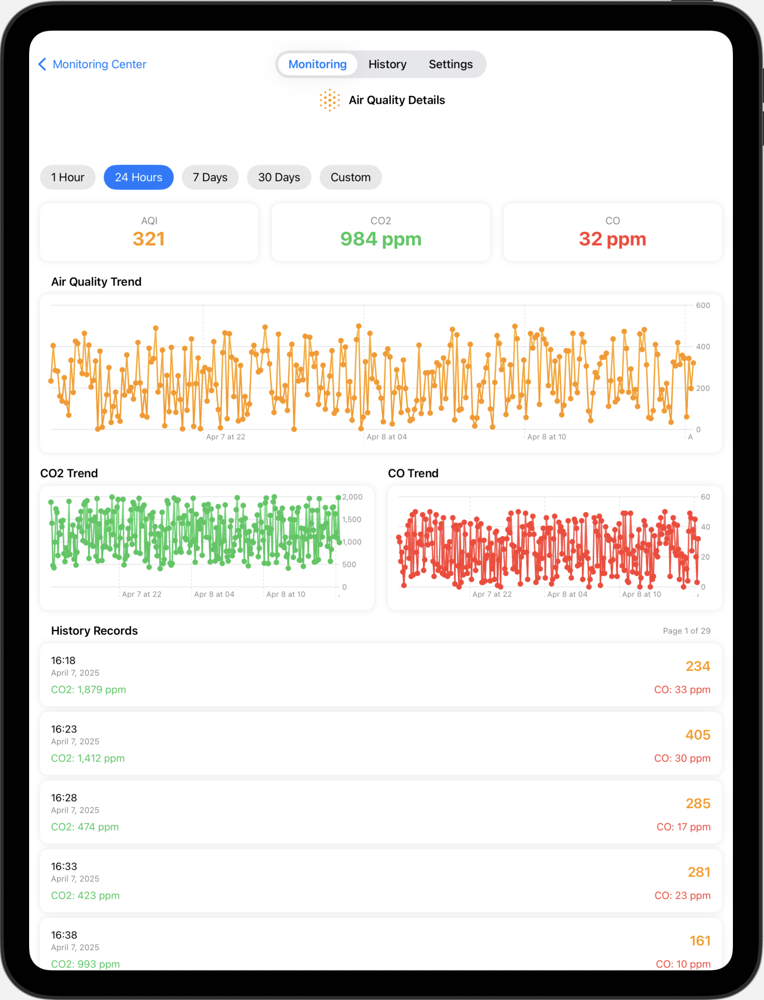 Monitoring Center
Monitoring History Settings
Air Quality Details
1 Hour 24 Hours 7 Days 30 Days Custom
AQI
321
CO2
984 ppm
CO
32 ppm
Air Quality Trend
600
400
200
0
Apr 7 at 22 Apr 8 at 04 Apr 8 at 10 A
CO2 Trend
2,000
1,500
1,000
500
0
Apr 7 at 22 Apr 8 at 04 Apr 8 at 10
CO Trend
60
40
20
0
Apr 7 at 22 Apr 8 at 04 Apr 8 at 10
History Records
Page 1 of 29
16:18
April 7, 2025
234
CO2: 1,879 ppm
CO: 33 ppm
16:23
April 7, 2025
405
CO2: 1,412 ppm
CO: 30 ppm
16:28
April 7, 2025
285
CO2: 474 ppm
CO: 17 ppm
16:33
April 7, 2025
281
CO2: 423 ppm
CO: 23 ppm
16:38
April 7, 2025
161
CO2: 993 ppm
CO: 10 ppm